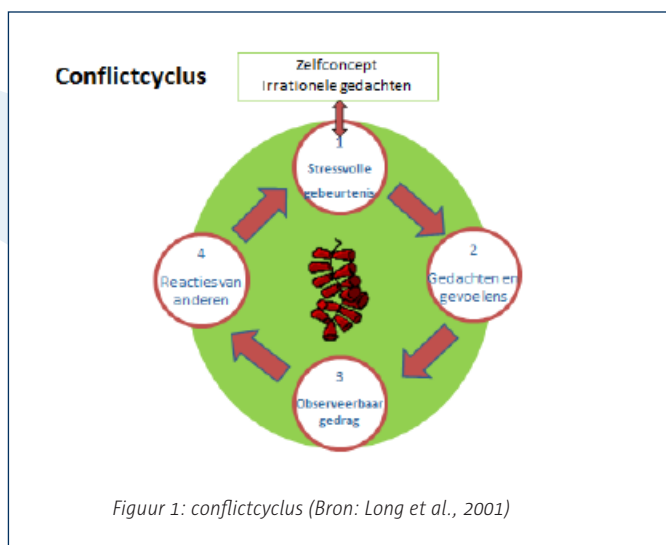 Conflictcyclus
Zelfconcept
Irrationele gedachten
1
Stressvolle
gebeurtenis
2
Gedachten en
gevoelens
3
Observeerbaar
gedrag
4
Reacties van
anderen
Figuur 1: conflictcyclus (Bron: Long et al., 2001)